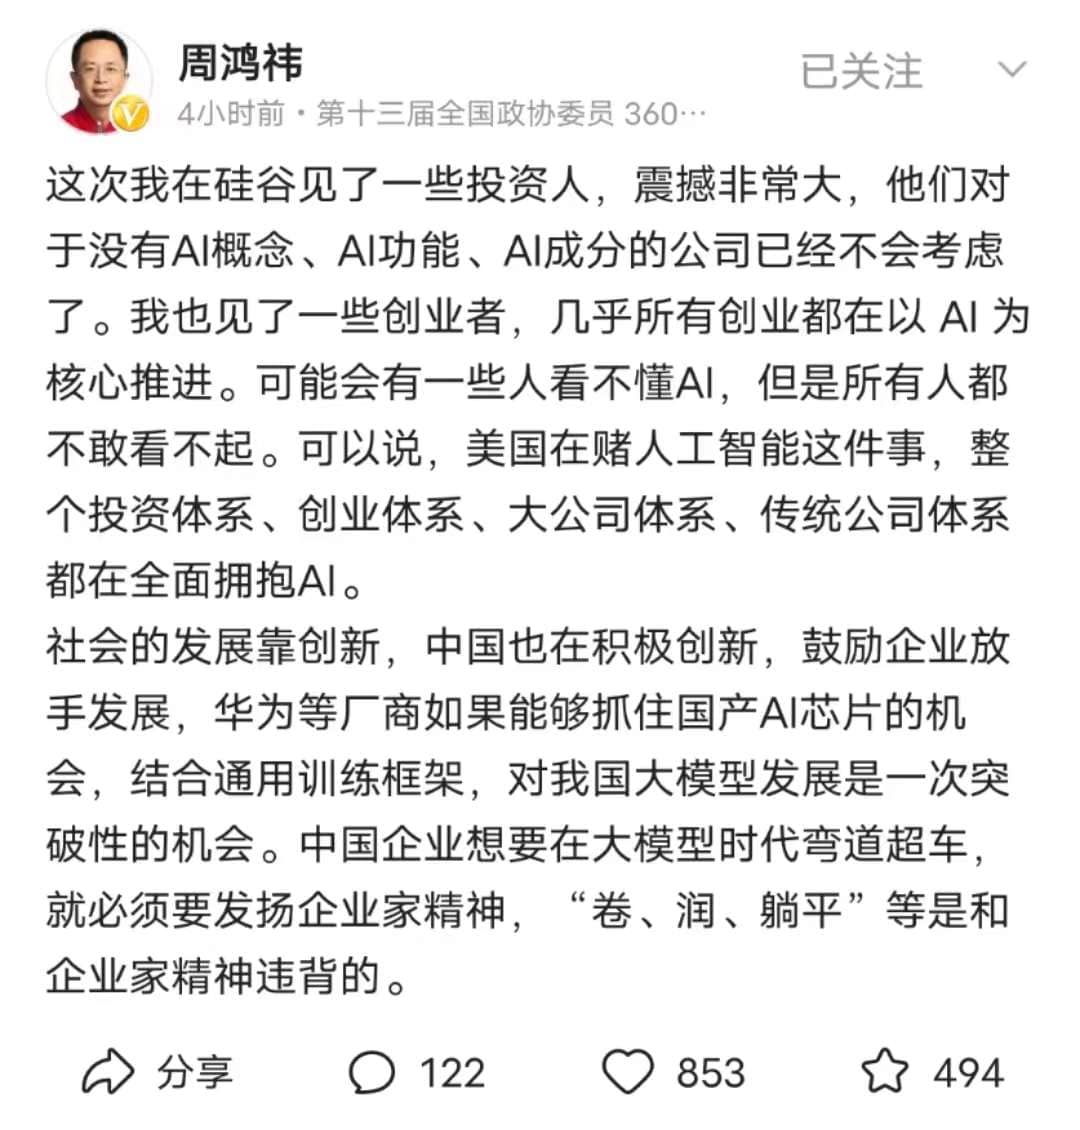 周鸿祎
已关注
4小时前・第十三届全国政协委员 360…
这次我在硅谷见了一些投资人，震撼非常大，他们对
于没有AI概念、AI功能、AI成分的公司已经不会考虑
了。我也见了一些创业者，几乎所有创业都在以 AI 为
核心推进。可能会有一些人看不懂AI，但是所有人都
不敢看不起。可以说，美国在赌人工智能这件事，整
个投资体系、创业体系、大公司体系、传统公司体系
都在全面拥抱AI。
社会的发展靠创新，中国也在积极创新，鼓励企业放
手发展，华为等厂商如果能够抓住国产AI芯片的机
会，结合通用训练框架，对我国大模型发展是一次突
破性的机会。中国企业想要在大模型时代弯道超车，
就必须要发扬企业家精神，“卷、润、躺平”等是和
企业家精神违背的。
分享 122 853 494